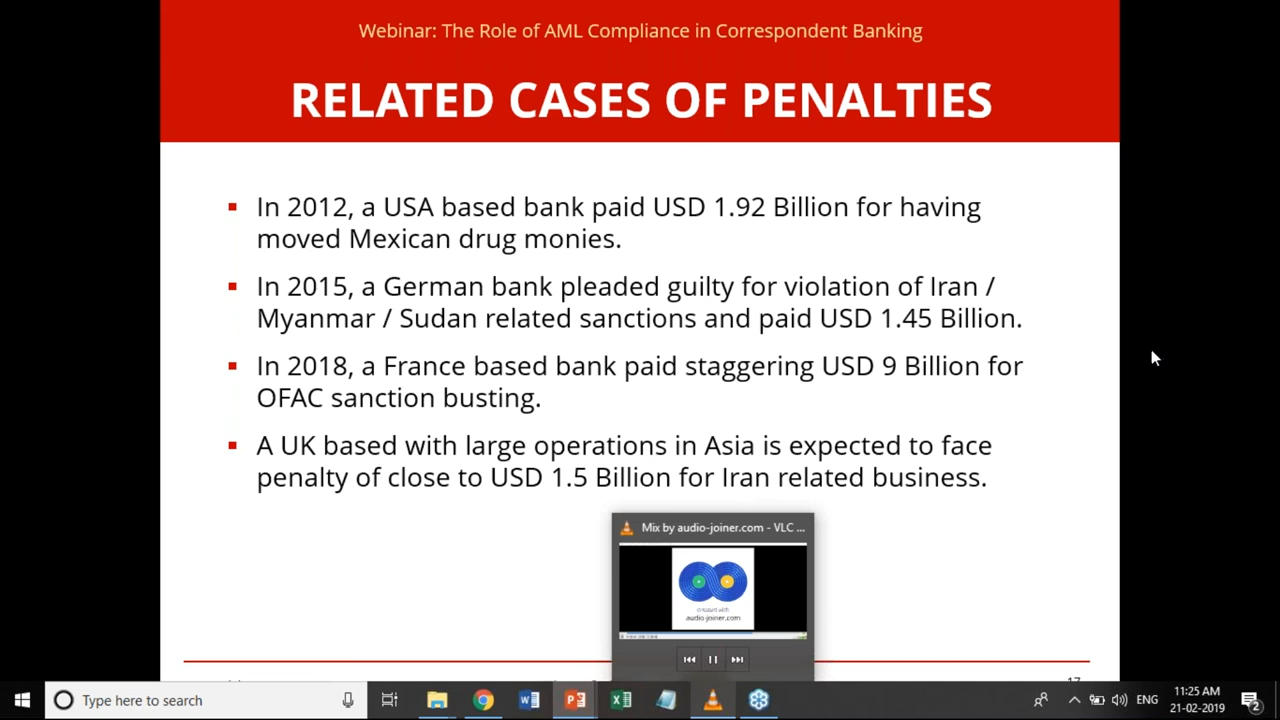 Webinar: The Role of AML Compliance in Correspondent Banking
RELATED CASES OF PENALTIES
In 2012, a USA based bank paid USD 1.92 Billion for having
moved Mexican drug monies.
In 2015, a German bank pleaded guilty for violation of Iran /
Myanmar / Sudan related sanctions and paid USD 1.45 Billion.
In 2018, a France based bank paid staggering USD 9 Billion for
OFAC sanction busting.
A UK based with large operations in Asia is expected to face
penalty of close to USD 1.5 Billion for Iran related business.
Mix by audio-joiner.com - VLC ...
created with
audio-joiner.com
Type here to search
ENG
11:25 AM
21-02-2019
2